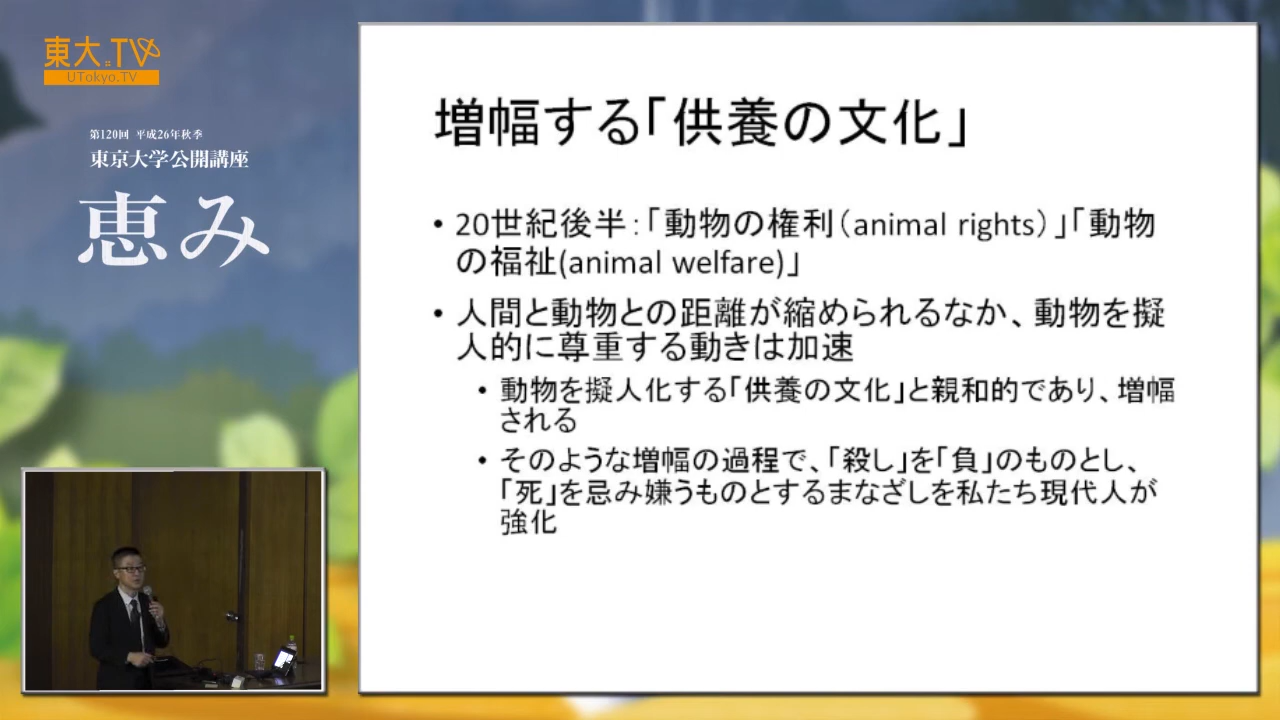 東大.TV
UTokyo.TV
第120回 平成26年秋季
東京大学公開講座
恵み
増幅する「供養の文化」
• 20世紀後半:「動物の権利(animal rights)」「動物
の福祉(animal welfare)」
• 人間と動物との距離が縮められるなか、動物を擬
人的に尊重する動きは加速
• 動物を擬人化する「供養の文化」と親和的であり、増幅
される
• そのような増幅の過程で、「殺し」を「負」のものとし、
「死」を忌み嫌うものとするまなざしを私たち現代人が
強化